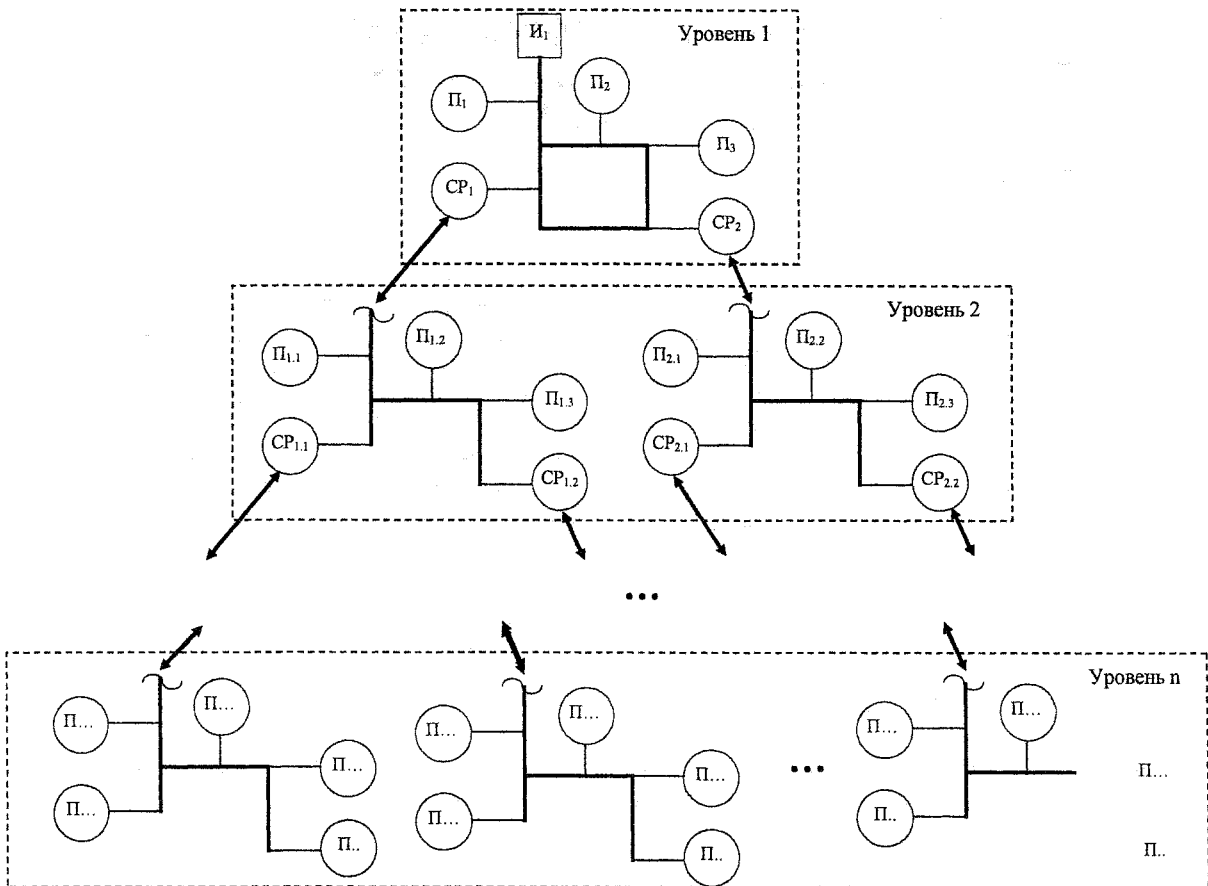 И₁
Уровень 1
П₁
П₂
П₃
СР₁
СР₂
Уровень 2
П₁.₁
П₁.₂
П₁.₃
СР₁.₁
СР₁.₂
П₂.₁
П₂.₂
П₂.₃
СР₂.₁
СР₂.₂
...
Уровень n
П...
П...
П...
П...
П..
П...
П...
П...
П...
П..
...
П...
П...
П...
П..
П..